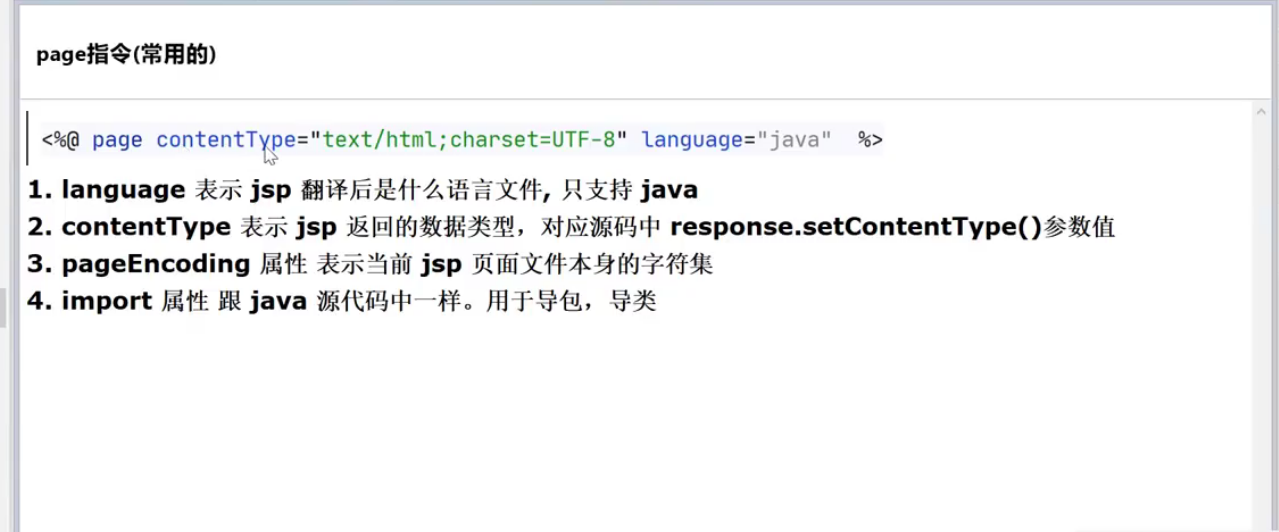 page指令(常用的)
<%@ page contentType="text/html;charset=UTF-8" language="java"  %>
1. language 表示 jsp 翻译后是什么语言文件, 只支持 java
2. contentType 表示 jsp 返回的数据类型，对应源码中 response.setContentType()参数值
3. pageEncoding 属性 表示当前 jsp 页面文件本身的字符集
4. import 属性 跟 java 源代码中一样。用于导包，导类